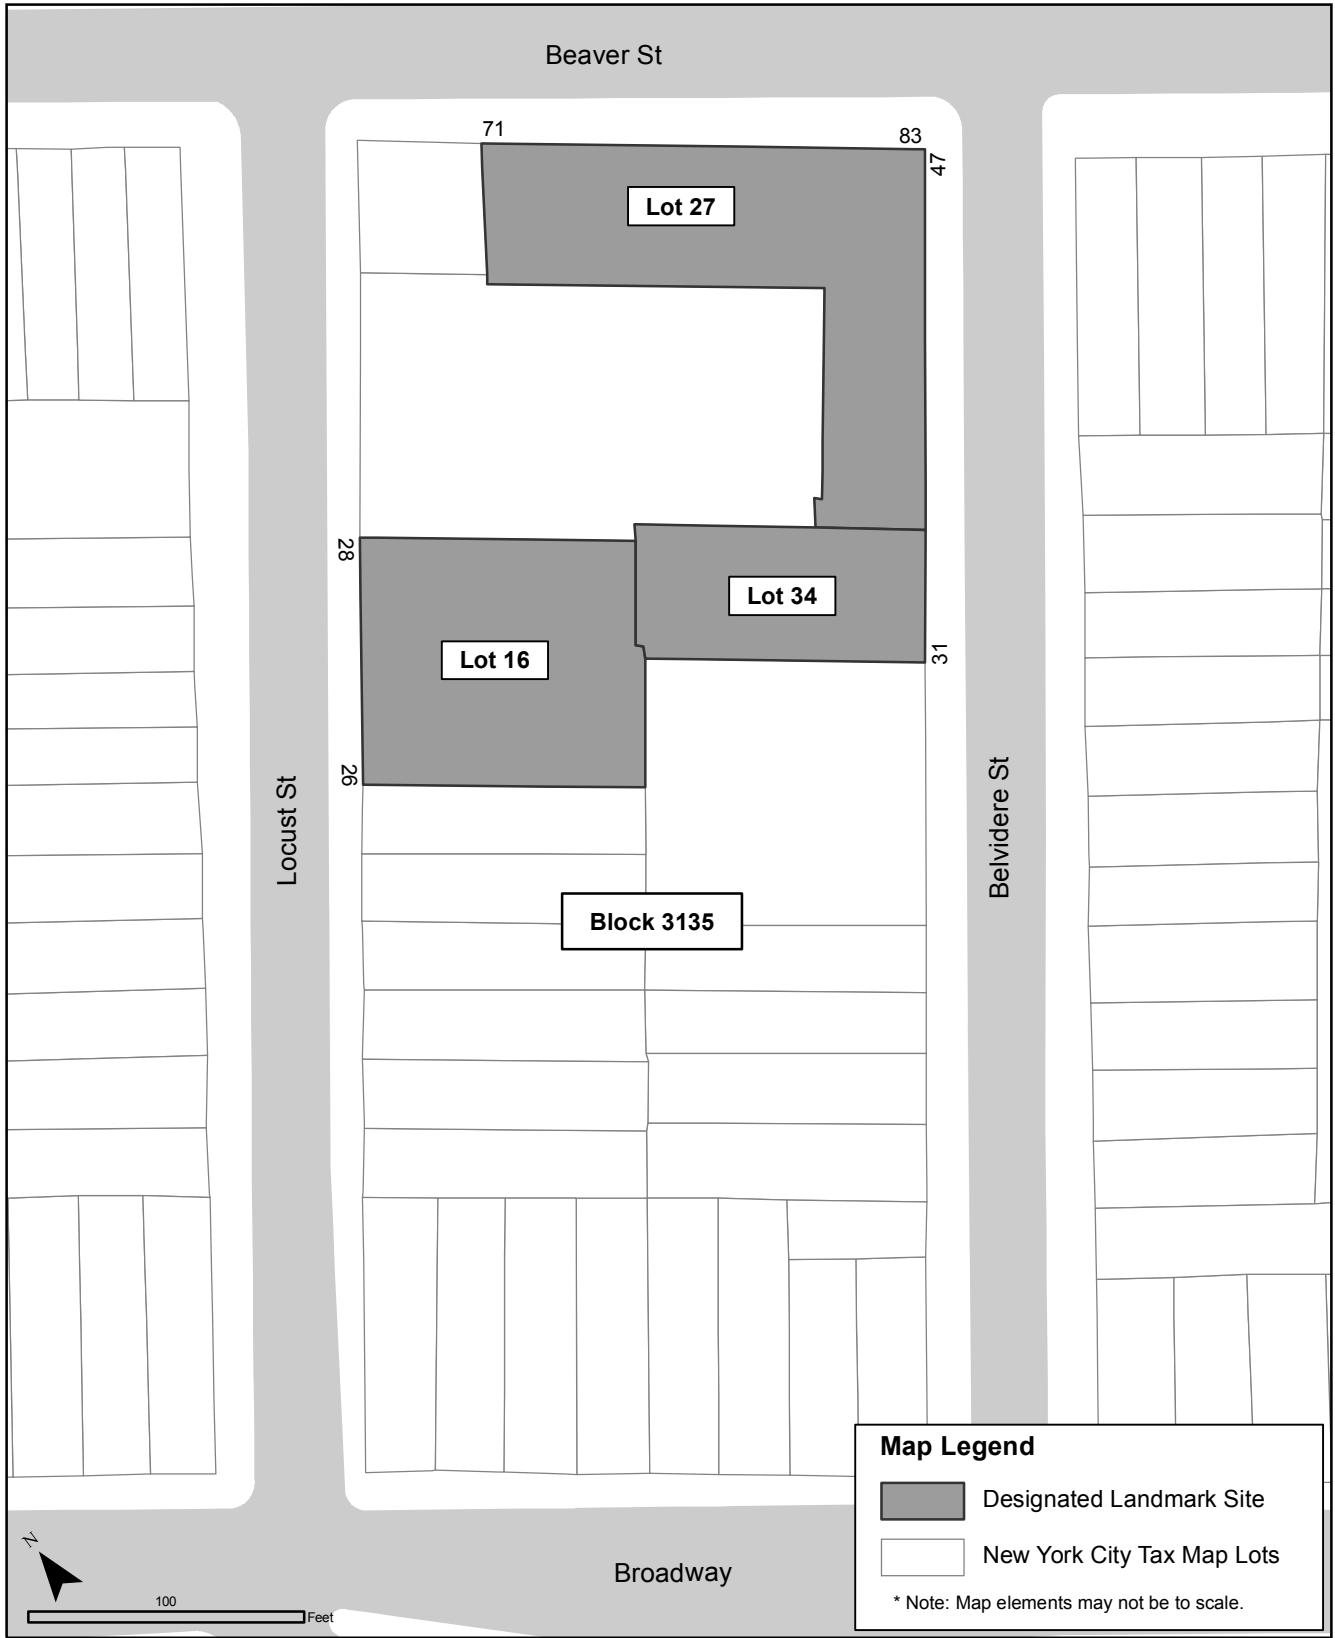 Beaver St
71
83
47
Lot 27
28
Lot 34
31
Lot 16
26
Locust St
Belvidere St
Block 3135
Map Legend
Designated Landmark Site
New York City Tax Map Lots
* Note: Map elements may not be to scale.
N
Broadway
100
Feet